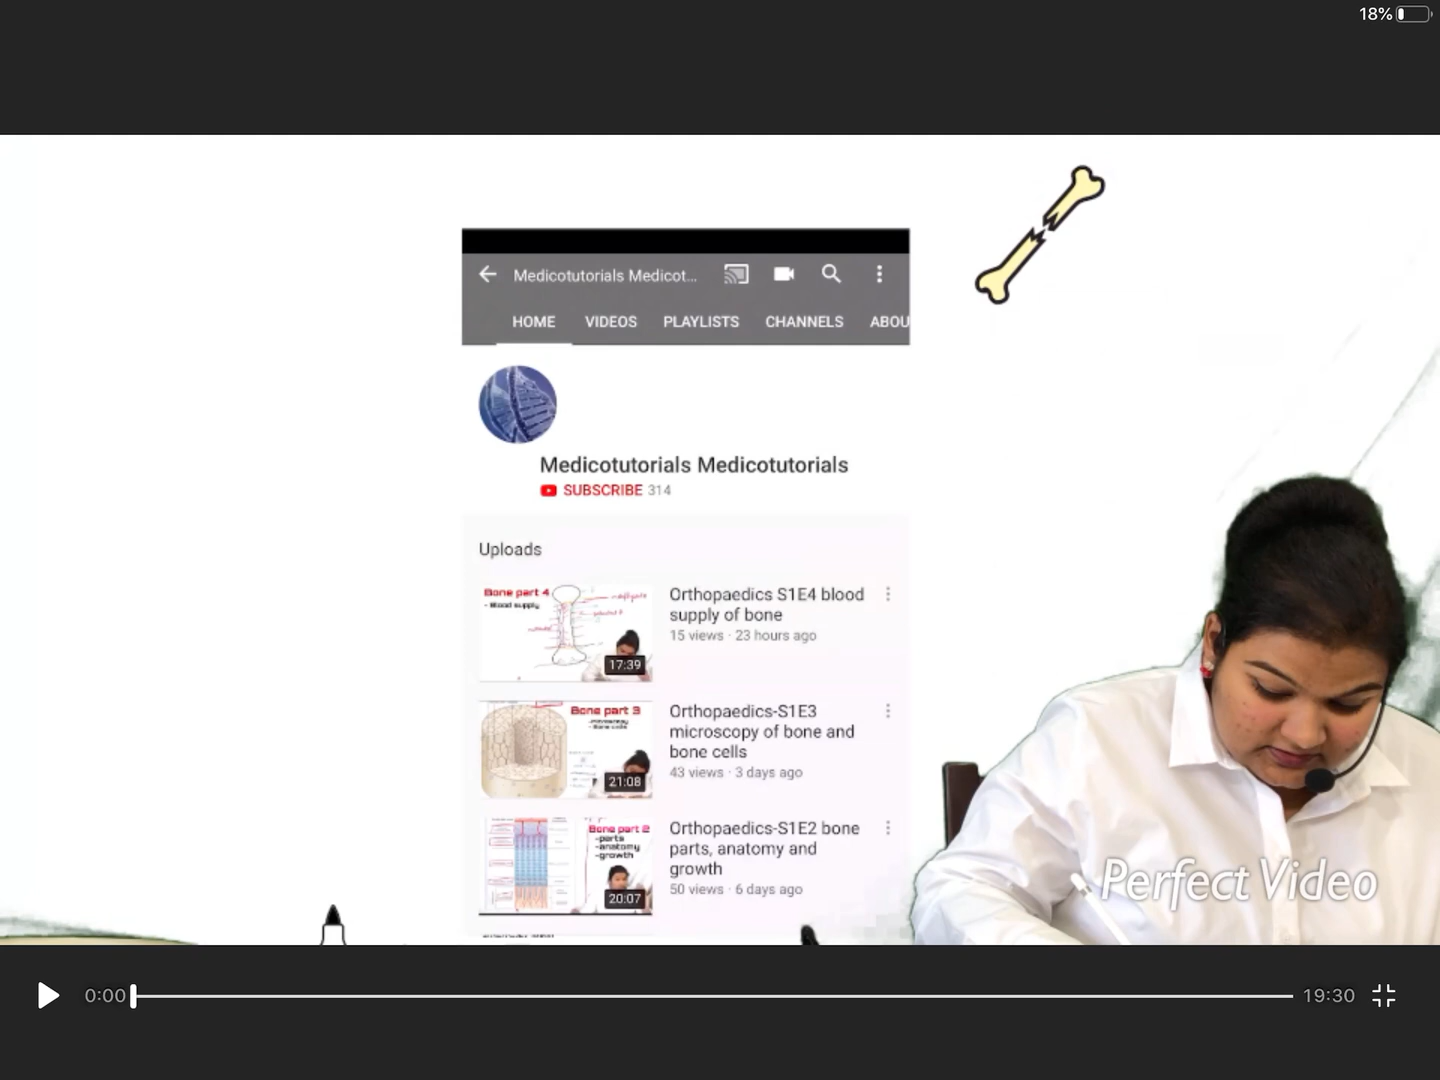 18%
Medicotutorials Medicot...
HOME VIDEOS PLAYLISTS CHANNELS ABOU
Medicotutorials Medicotutorials
SUBSCRIBE 314
Uploads
Bone part 4
- Blood supply
17:39
Orthopaedics S1E4 blood
supply of bone
15 views · 23 hours ago
Bone part 3
-microscopy
- Bone cells
21:08
Orthopaedics-S1E3
microscopy of bone and
bone cells
43 views · 3 days ago
Bone part 2
-parts
-anatomy
-growth
20:07
Orthopaedics-S1E2 bone
parts, anatomy and
growth
50 views · 6 days ago
Perfect Video
0:00
19:30